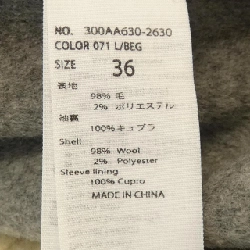 NO. 300AA630-2630
COLOR 071 L/BEG
SIZE 36
表地
98% 毛
2% ポリエステル
袖裏
100% キュプラ
Shell
98% Wool
2% Polyester
Sleeve lining
100% Cupro
MADE IN CHINA